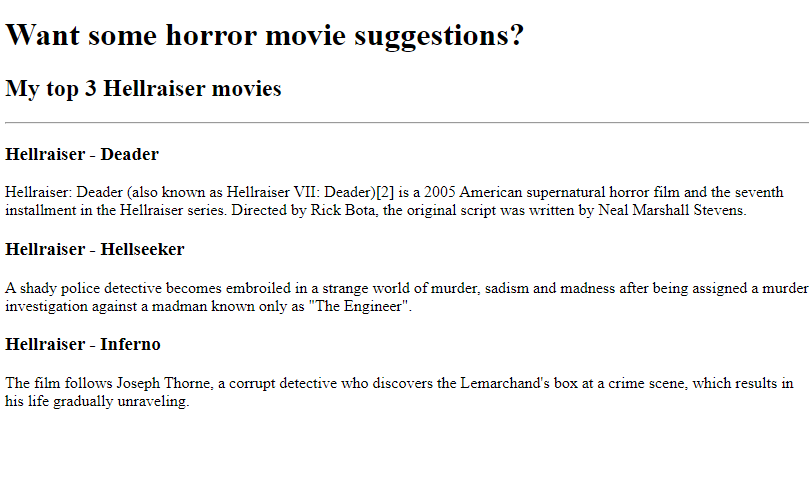 Want some horror movie suggestions?
My top 3 Hellraiser movies
Hellraiser - Deader
Hellraiser: Deader (also known as Hellraiser VII: Deader)[2] is a 2005 American supernatural horror film and the seventh
installment in the Hellraiser series. Directed by Rick Bota, the original script was written by Neal Marshall Stevens.
Hellraiser - Hellseeker
A shady police detective becomes embroiled in a strange world of murder, sadism and madness after being assigned a murder
investigation against a madman known only as "The Engineer".
Hellraiser - Inferno
The film follows Joseph Thorne, a corrupt detective who discovers the Lemarchand's box at a crime scene, which results in
his life gradually unraveling.